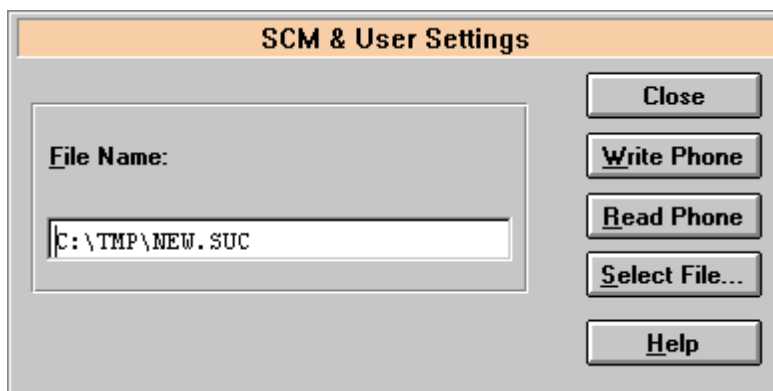 SCM & User Settings
File Name:
C:\TMP\NEW.SUC
Close
Write Phone
Read Phone
Select File...
Help